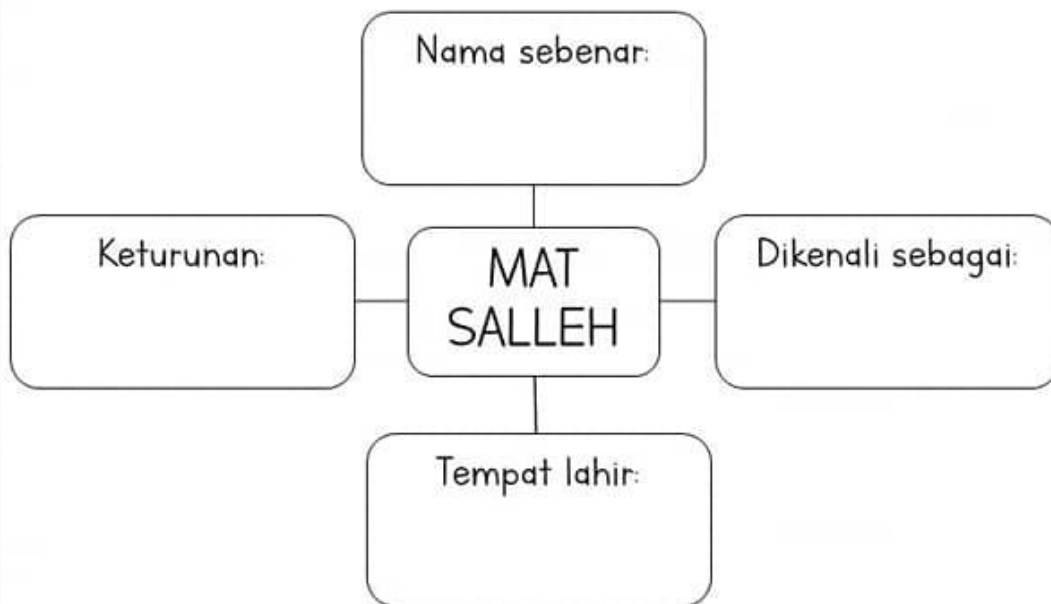 Nama sebenar:
Keturunan:
MAT
SALLEH
Dikenali sebagai:
Tempat lahir: